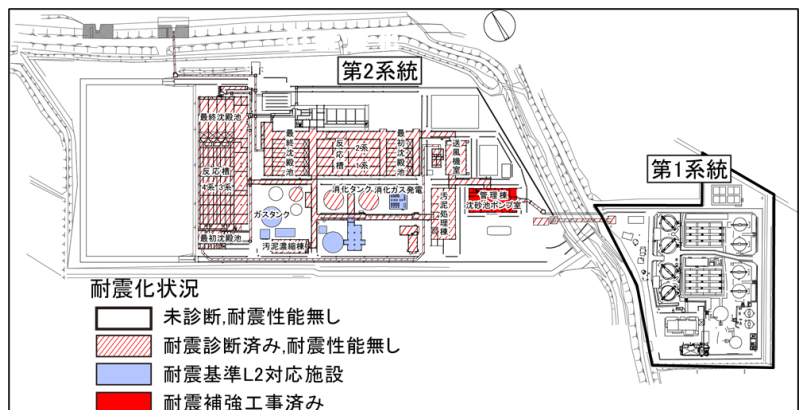 第2系統
第1系統
最終沈殿池
反応槽
4系 3系
最初沈殿池
最終沈殿池
反応槽
2系
1系
最初沈殿池
送風機室
ガスタンク
消化タンク
消化ガス発電
汚泥濃縮棟
汚泥処理棟
管理棟
沈砂池ポンプ室
耐震化状況
未診断,耐震性能無し
耐震診断済み,耐震性能無し
耐震基準L2対応施設
耐震補強工事済み